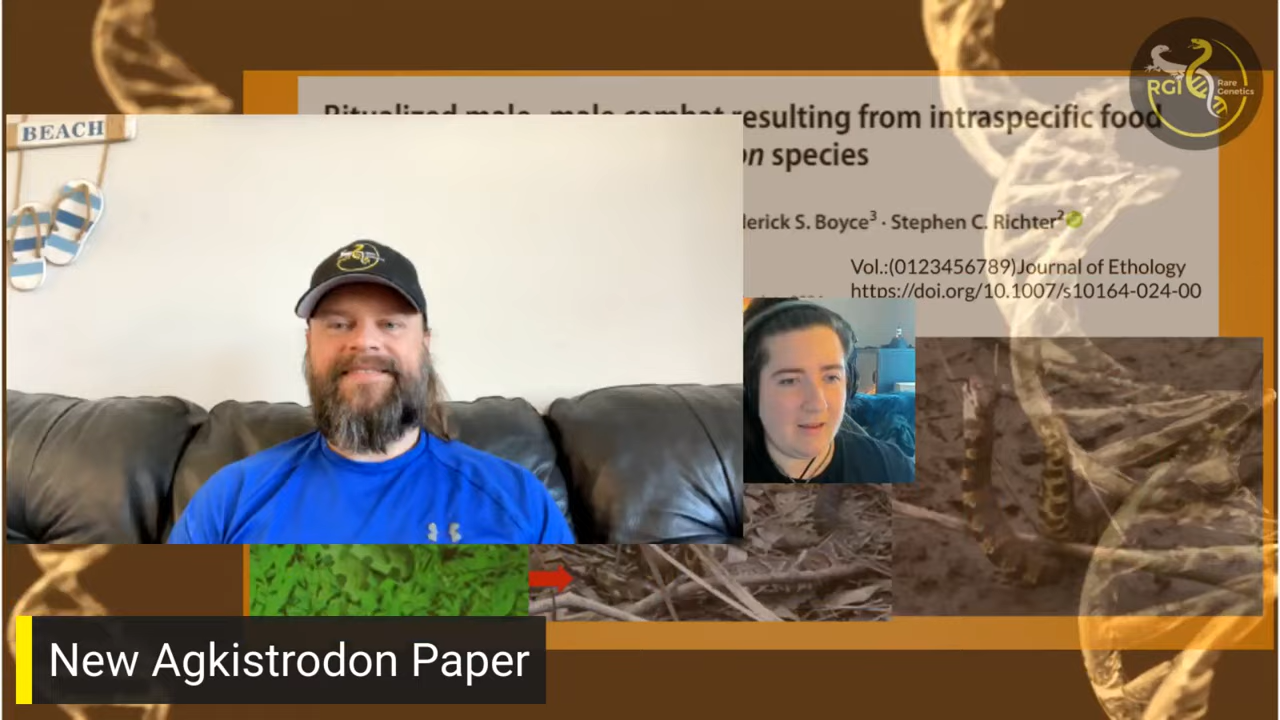 BEACH
RGI Rare
Genetics
Ritualized male–male combat resulting from intraspecific food
on species
derick S. Boyce3 · Stephen C. Richter2
Vol.:(0123456789)Journal of Ethology
https://doi.org/10.1007/s10164-024-00
New Agkistrodon Paper